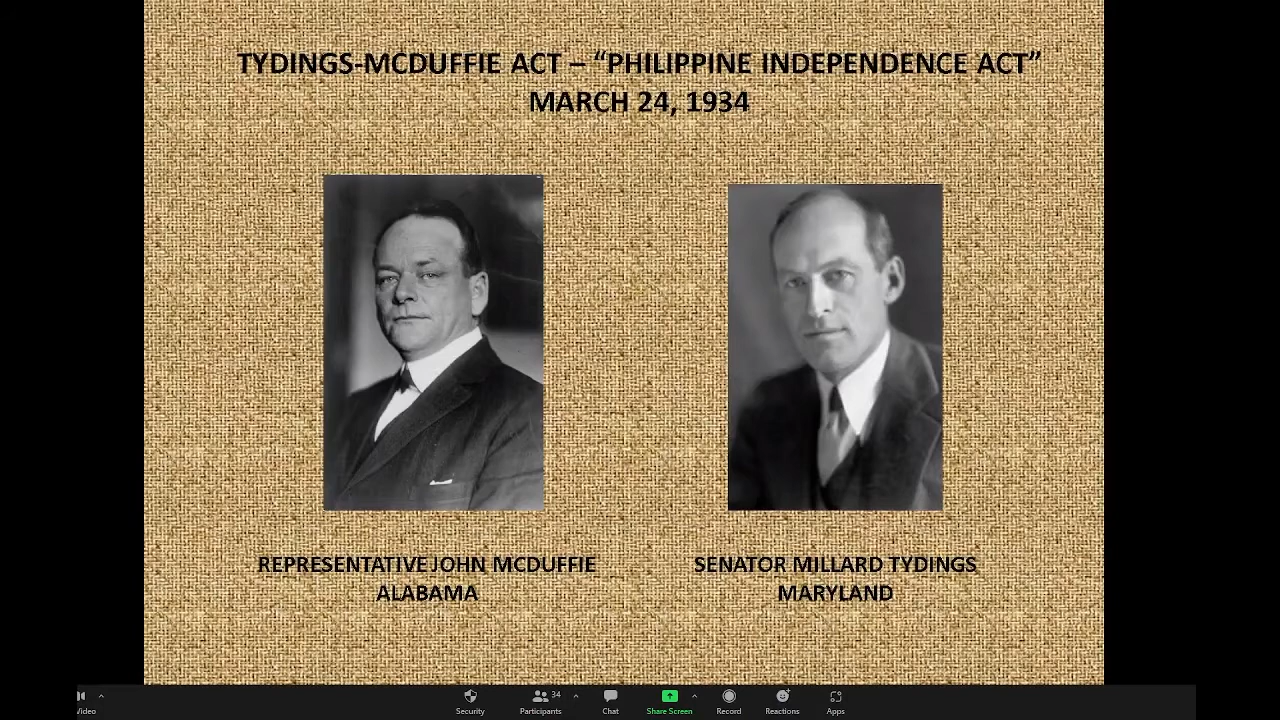 TYDINGS-MCDUFFIE ACT – “PHILIPPINE INDEPENDENCE ACT”
MARCH 24, 1934
REPRESENTATIVE JOHN MCDUFFIE
ALABAMA
SENATOR MILLARD TYDINGS
MARYLAND
Video
Security
Participants
34
Chat
Share Screen
Record
Reactions
Apps